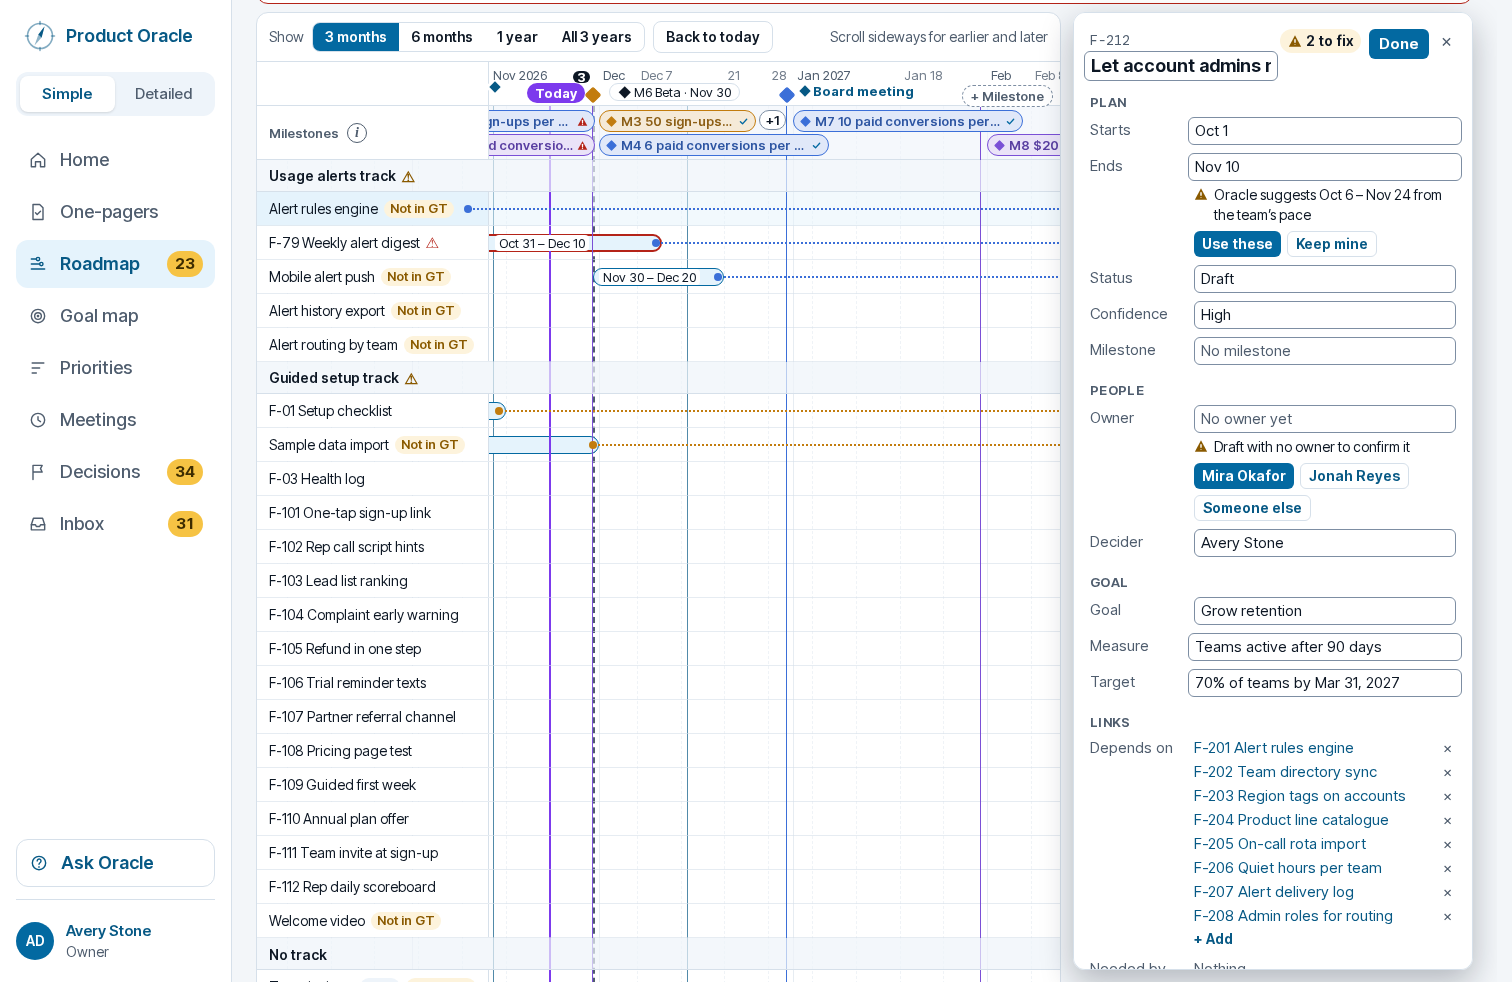 Product Oracle
Simple
Detailed
Home
One-pagers
Roadmap
23
Goal map
Priorities
Meetings
Decisions
34
Inbox
31
Ask Oracle
AD
Avery Stone
Owner
Show
3 months
6 months
1 year
All 3 years
Back to today
Scroll sideways for earlier and later
Nov 2026
3
Dec
Dec 7
21
28
Jan 2027
Jan 18
Feb
Feb
Today
M6 Beta · Nov 30
Board meeting
+ Milestone
Milestones
i
gn-ups per ...
M3 50 sign-ups...
+1
M7 10 paid conversions per...
d conversio...
M4 6 paid conversions per ...
M8 $20
Usage alerts track
Alert rules engine
Not in GT
F-79 Weekly alert digest
Oct 31 – Dec 10
Mobile alert push
Not in GT
Nov 30 – Dec 20
Alert history export
Not in GT
Alert routing by team
Not in GT
Guided setup track
F-01 Setup checklist
Sample data import
Not in GT
F-03 Health log
F-101 One-tap sign-up link
F-102 Rep call script hints
F-103 Lead list ranking
F-104 Complaint early warning
F-105 Refund in one step
F-106 Trial reminder texts
F-107 Partner referral channel
F-108 Pricing page test
F-109 Guided first week
F-110 Annual plan offer
F-111 Team invite at sign-up
F-112 Rep daily scoreboard
Welcome video
Not in GT
No track
F-212
2 to fix
Done
×
Let account admins r
PLAN
Starts
Oct 1
Ends
Nov 10
Oracle suggests Oct 6 – Nov 24 from
the team's pace
Use these
Keep mine
Status
Draft
Confidence
High
Milestone
No milestone
PEOPLE
Owner
No owner yet
Draft with no owner to confirm it
Mira Okafor
Jonah Reyes
Someone else
Decider
Avery Stone
GOAL
Goal
Grow retention
Measure
Teams active after 90 days
Target
70% of teams by Mar 31, 2027
LINKS
Depends on
F-201 Alert rules engine ×
F-202 Team directory sync ×
F-203 Region tags on accounts ×
F-204 Product line catalogue ×
F-205 On-call rota import ×
F-206 Quiet hours per team ×
F-207 Alert delivery log ×
F-208 Admin roles for routing ×
+ Add
Needed by
Nothing